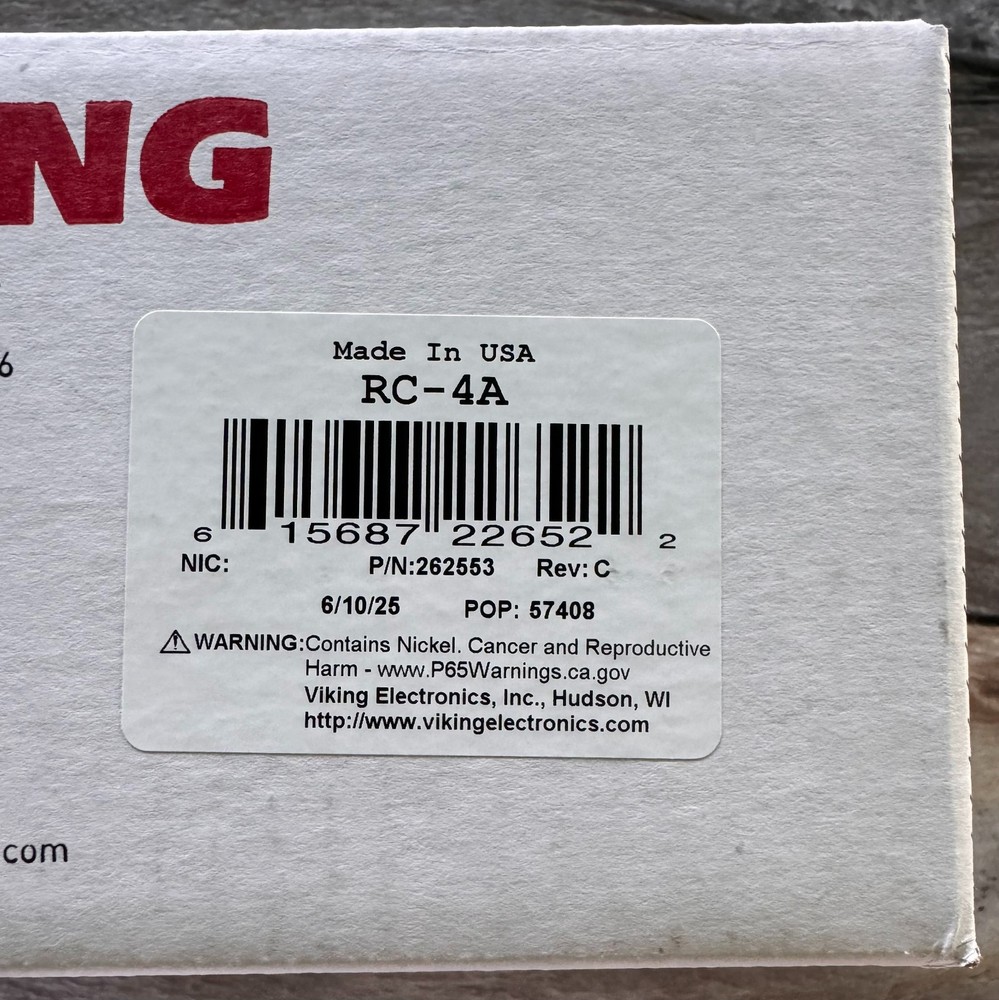 NG
6
Made In USA
RC-4A
6 15687 22652 2
NIC: P/N:262553 Rev: C
6/10/25 POP: 57408
⚠ WARNING:Contains Nickel. Cancer and Reproductive
Harm - www.P65Warnings.ca.gov
Viking Electronics, Inc., Hudson, WI
http://www.vikingelectronics.com
.com